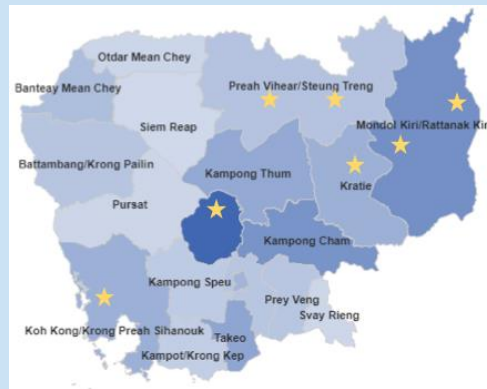 Otdar Mean Chey
Banteay Mean Chey
Preah Vihear/Steung Treng
Siem Reap
Mondol Kiri/Rattanak Kiri
Battambang/Krong Pailin
Kampong Thum
Kratie
Pursat
Kampong Cham
Kampong Speu
Prey Veng
Svay Rieng
Koh Kong/Krong Preah Sihanouk
Takeo
Kampot/Krong Kep